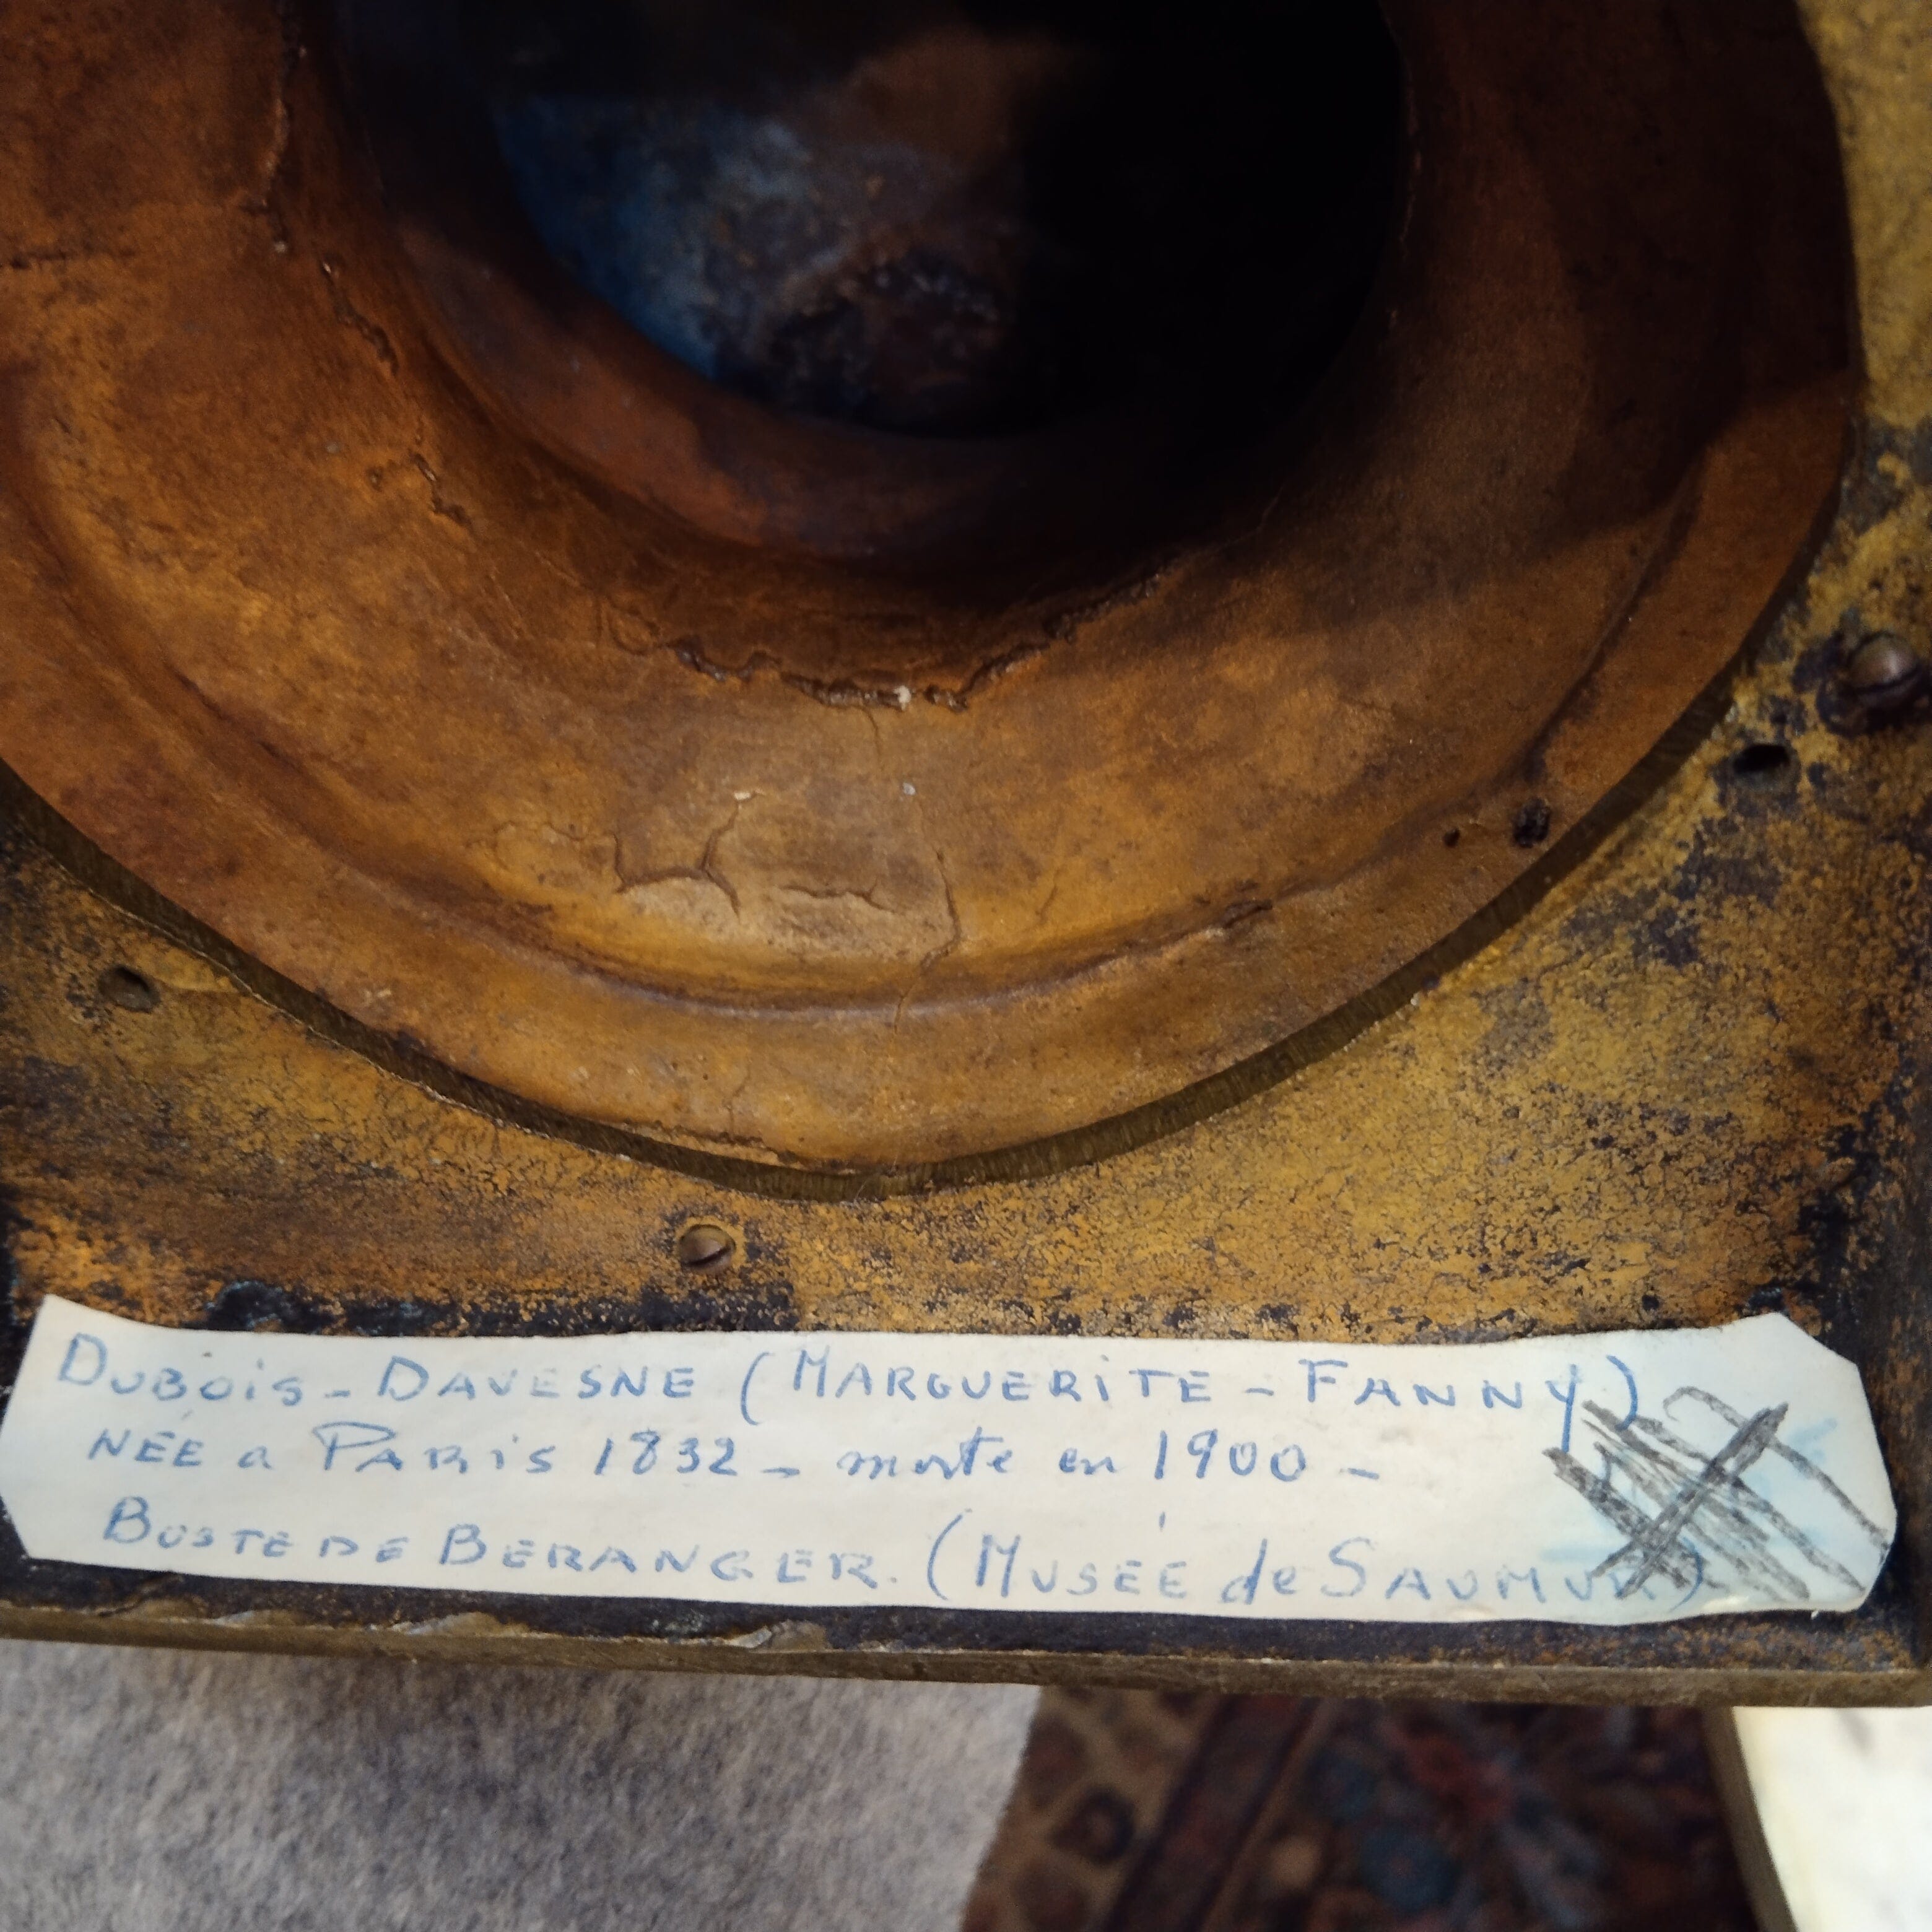 DUBOIS - DAVESNE (MARGUERITE - FANNY)
NÉE a PARIS 1832 - morte en 1900 -
BUSTE DE BERANGER. (MUSÉE de SAUMUR)